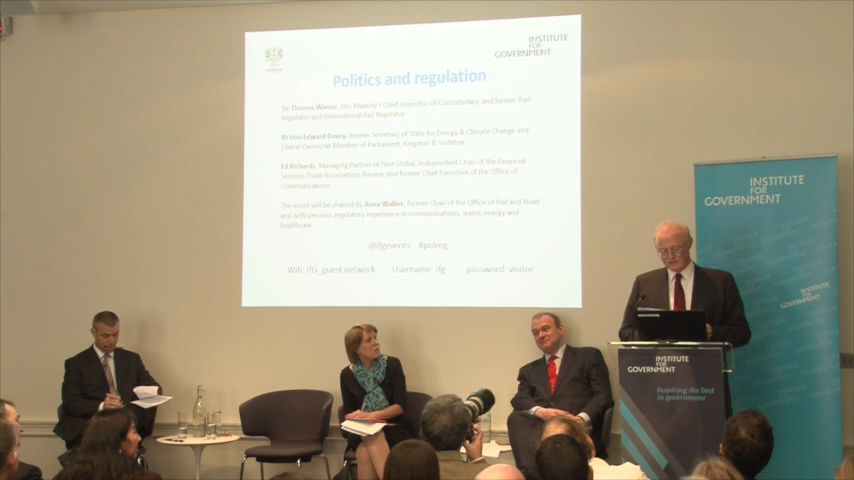 INSTITUTE
FOR
GOVERNMENT
Politics and regulation
Sir Thomas Winsor, Her Majesty's Chief Inspector of Constabulary, and former Rail
Regulator and International Rail Regulator
Rt Hon Edward Davey, former Secretary of State for Energy & Climate Change and
Liberal Democrat Member of Parliament, Kingston & Surbiton
Ed Richards, Managing Partner of Flint Global, Independent Chair of the Financial
Services Trade Associations Review, and former Chief Executive of the Office of
Communications.
The event will be chaired by Anna Walker, former Chair of the Office of Rail and Road
and with previous regulatory experience in communications, water, energy and
healthcare.
@ifgevents #polreg
Wifi: IfG_guest network Username: ifg password: visitor
INSTITUTE
FOR
GOVERNMENT
INSTITUTE
FOR
GOVERNMENT
INSTITUTE
FOR
GOVERNMENT
Inspiring the best
in government